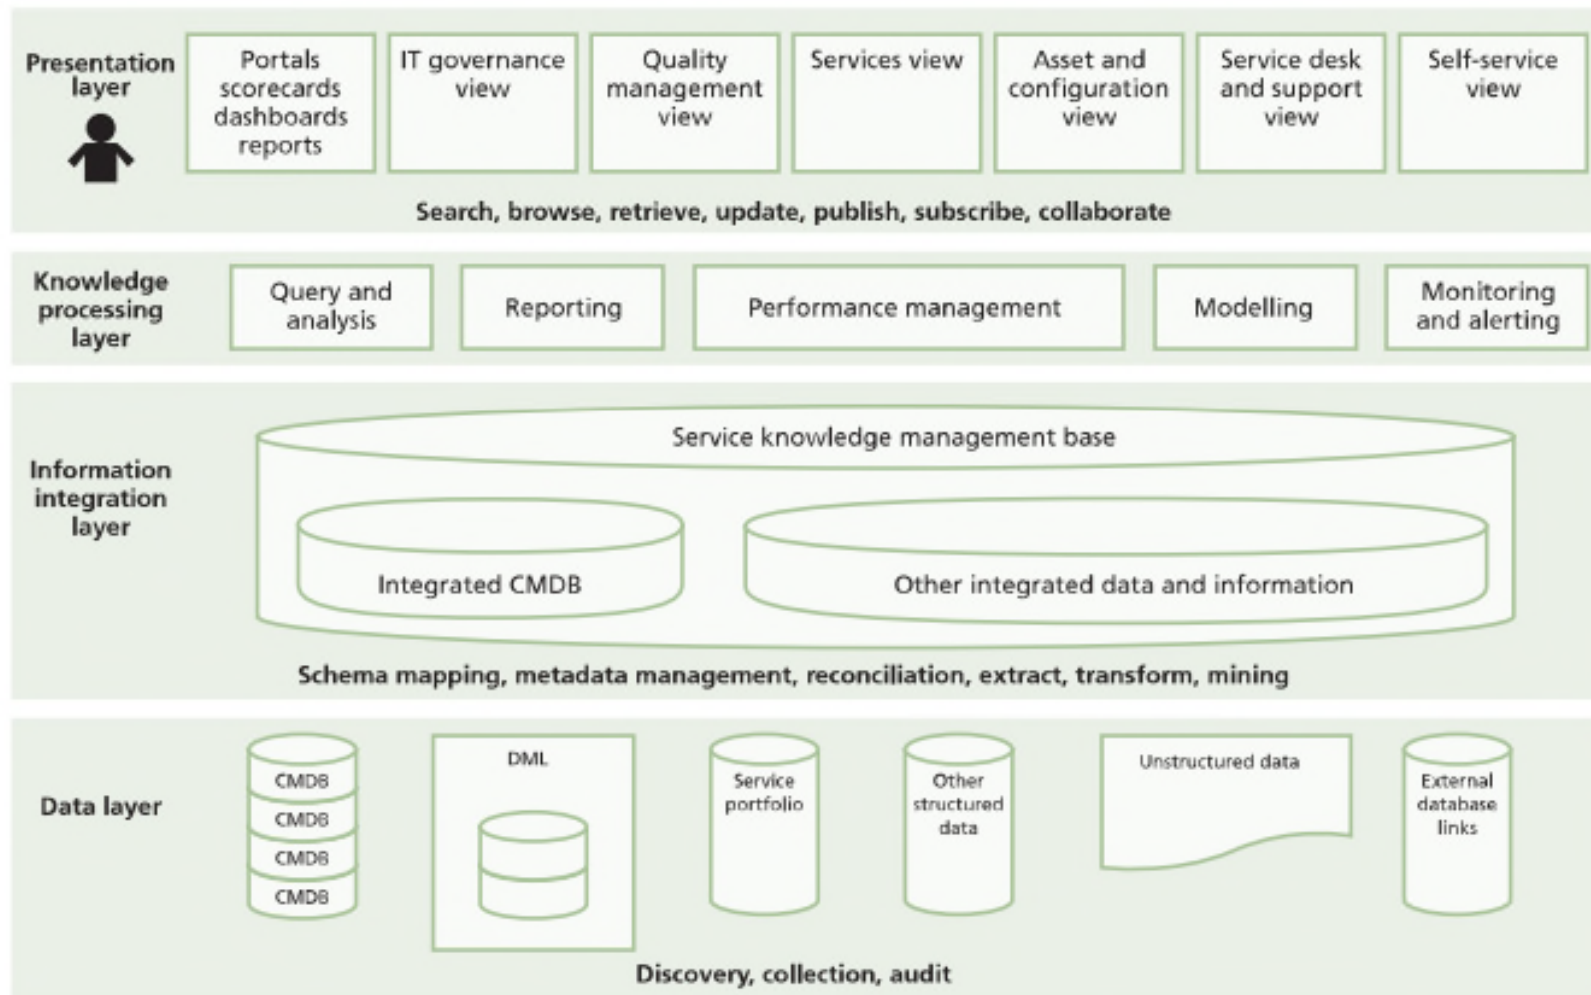 Presentation
layer
Portals
scorecards
dashboards
reports
IT governance
view
Quality
management
view
Services view
Asset and
configuration
view
Service desk
and support
view
Self-service
view
Search, browse, retrieve, update, publish, subscribe, collaborate
Knowledge
processing
layer
Query and
analysis
Reporting
Performance management
Modelling
Monitoring
and alerting
Information
integration
layer
Service knowledge management base
Integrated CMDB
Other integrated data and information
Schema mapping, metadata management, reconciliation, extract, transform, mining
Data layer
CMDB
CMDB
CMDB
CMDB
DML
Service
portfolio
Other
structured
data
Unstructured data
External
database
links
Discovery, collection, audit